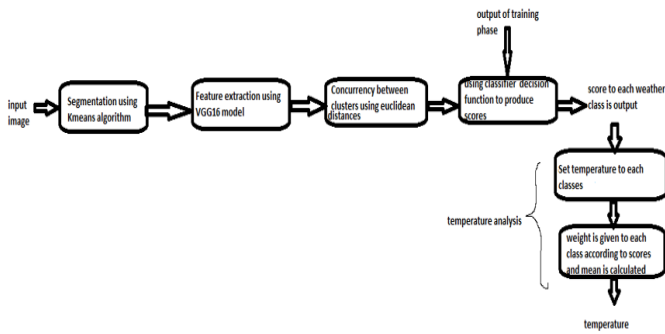 output of training
phase
input
image
Segmentation using
Kmeans algorithm
Feature extraction using
VGG16 model
Concurrency between
clusters using euclidean
distances
using classifier decision
function to produce
scores
score to each weather
class is output
Set temperature to each
classes
temperature analysis
weight is given to each
class according to scores
and mean is calculated
temperature